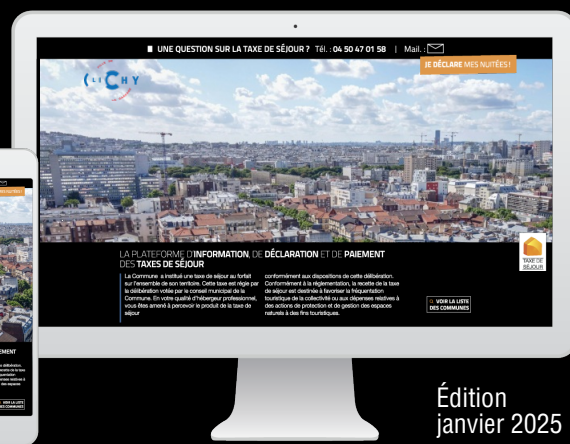 UNE QUESTION SUR LA TAXE DE SÉJOUR ? Tél. : 04 50 47 01 58 | Mail. :
JE DÉCLARE MES NUITÉES !
CLICHY
LA PLATEFORME D'INFORMATION, DE DÉCLARATION ET DE PAIEMENT
DES TAXES DE SÉJOUR
La Commune a institué une taxe de séjour au forfait
sur l'ensemble de son territoire. Cette taxe est régie par
la délibération votée par le conseil municipal de la
Commune. En votre qualité d'hébergeur professionnel,
vous êtes amené à percevoir le produit de la taxe de
séjour
conformément aux dispositions de cette délibération.
Conformément à la réglementation, la recette de la taxe
de séjour est destinée à favoriser la fréquentation
touristique de la collectivité ou aux dépenses relatives à
des actions de protection et de gestion des espaces
naturels à des fins touristiques.
TAXE DE
SÉJOUR
VOIR LA LISTE
DES COMMUNES
VOIR LA LISTE
DES COMMUNES
Édition
janvier 2025